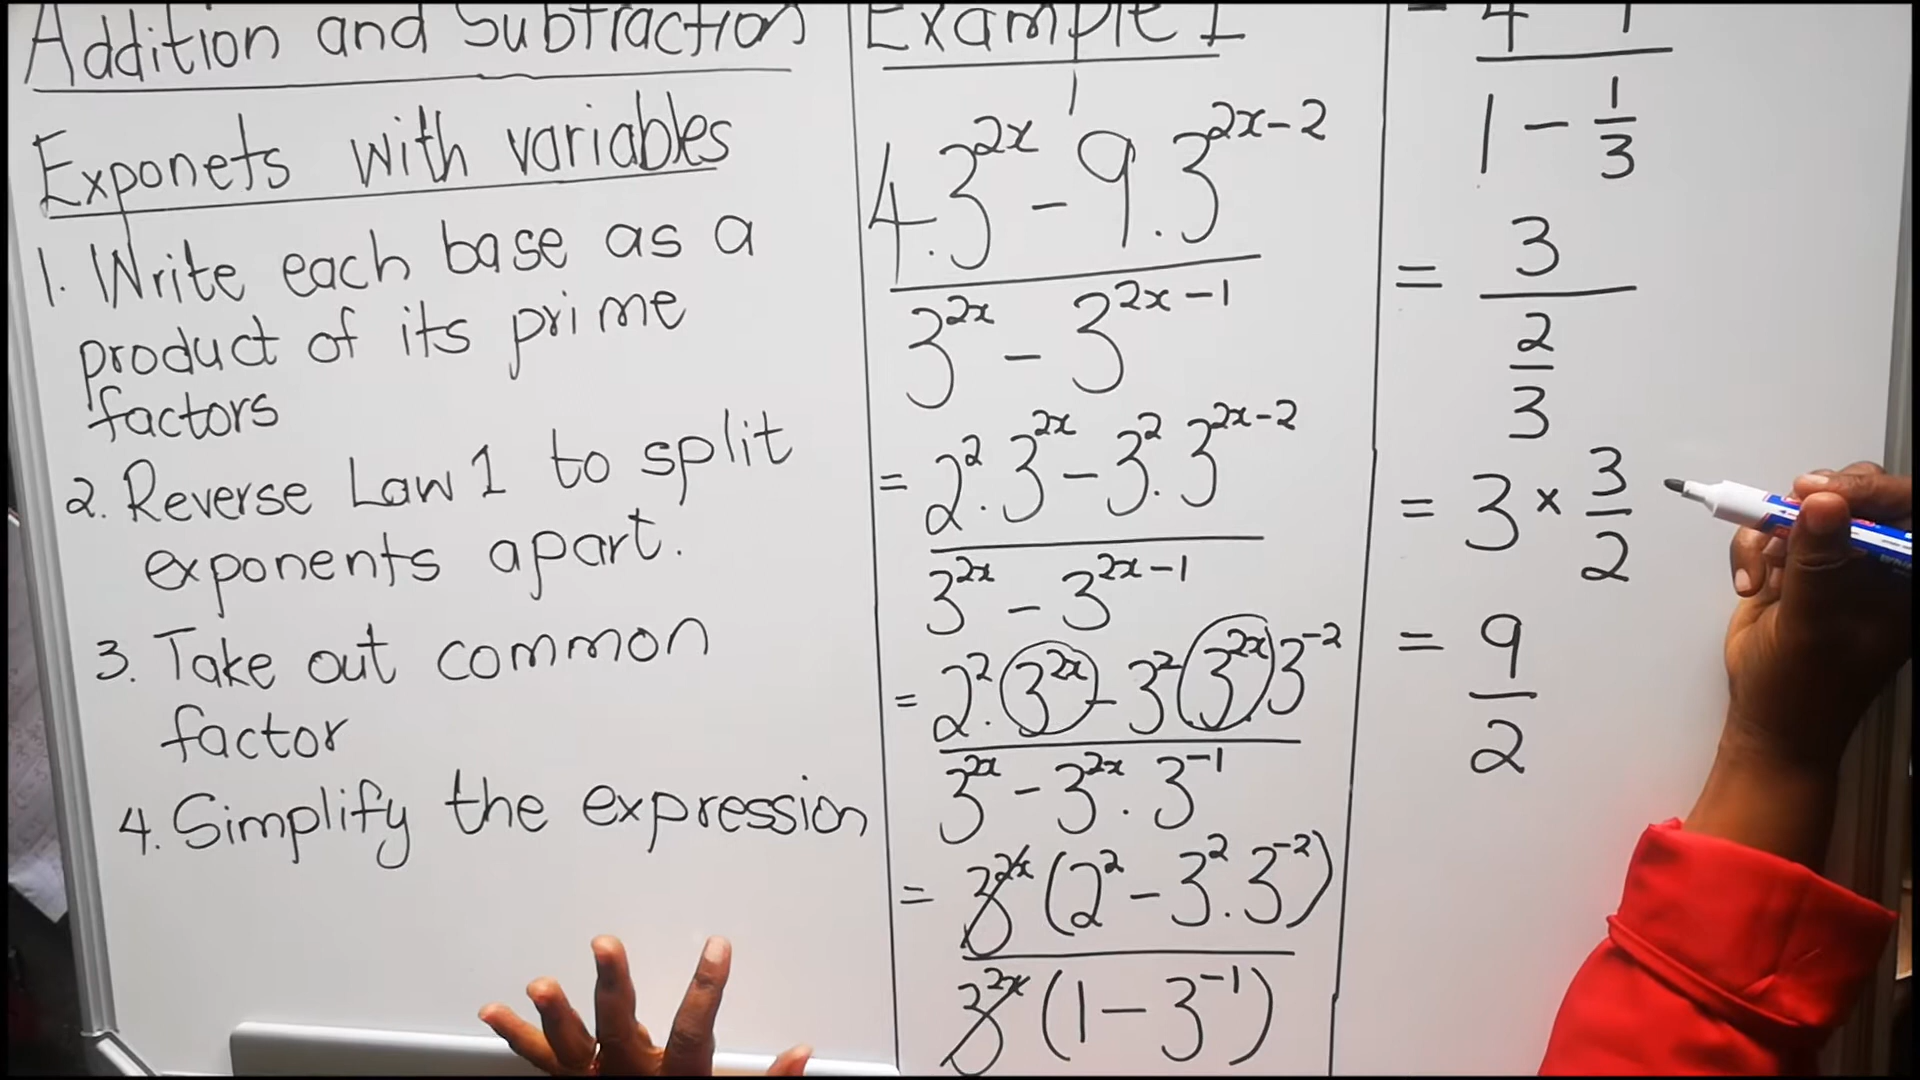 Addition and Subtraction
Exponets with variables
1. Write each base as a
product of its prime
factors
2. Reverse Law 1 to split
exponents apart.
3. Take out common
factor
4. Simplify the expression
Example 1
4.3^{2x} - 9.3^{2x-2}
3^{2x} - 3^{2x-1}
= 2^2.3^{2x} - 3^2.3^{2x-2}
3^{2x} - 3^{2x-1}
= 2^2.3^{2x} - 3^2.3^{2x}.3^{-2}
3^{2x} - 3^{2x}.3^{-1}
= 3^{2x}(2^2 - 3^2.3^{-2})
3^{2x}(1 - 3^{-1})
= 4 - 1
1 - 1/3
= 3
2/3
= 3 × 3/2
= 9/2